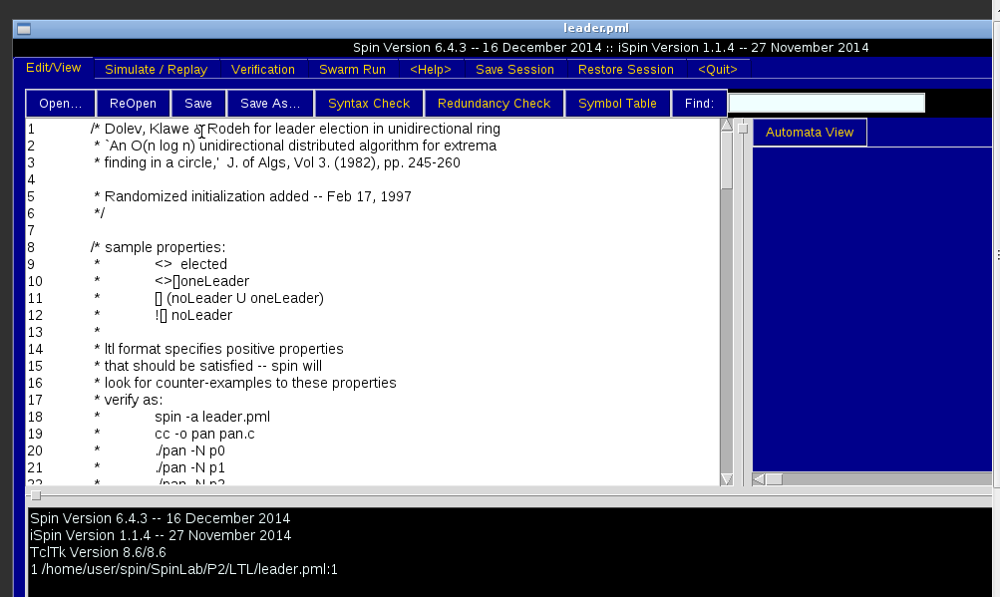 leader.pml
Spin Version 6.4.3 -- 16 December 2014 :: iSpin Version 1.1.4 -- 27 November 2014
Edit/View Simulate / Replay Verification Swarm Run <Help> Save Session Restore Session <Quit>
Open... ReOpen Save Save As... Syntax Check Redundancy Check Symbol Table Find:
Automata View
1 /* Dolev, Klawe & Rodeh for leader election in unidirectional ring
2 * `An O(n log n) unidirectional distributed algorithm for extrema
3 * finding in a circle,' J. of Algs, Vol 3. (1982), pp. 245-260
4
5 * Randomized initialization added -- Feb 17, 1997
6 */
7
8 /* sample properties:
9 * <> elected
10 * <>[]oneLeader
11 * [] (noLeader U oneLeader)
12 * ![] noLeader
13 *
14 * ltl format specifies positive properties
15 * that should be satisfied -- spin will
16 * look for counter-examples to these properties
17 * verify as:
18 * spin -a leader.pml
19 * cc -o pan pan.c
20 * ./pan -N p0
21 * ./pan -N p1
22 * ./pan -N p2
Spin Version 6.4.3 -- 16 December 2014
iSpin Version 1.1.4 -- 27 November 2014
TclTk Version 8.6/8.6
1 /home/user/spin/SpinLab/P2/LTL/leader.pml:1